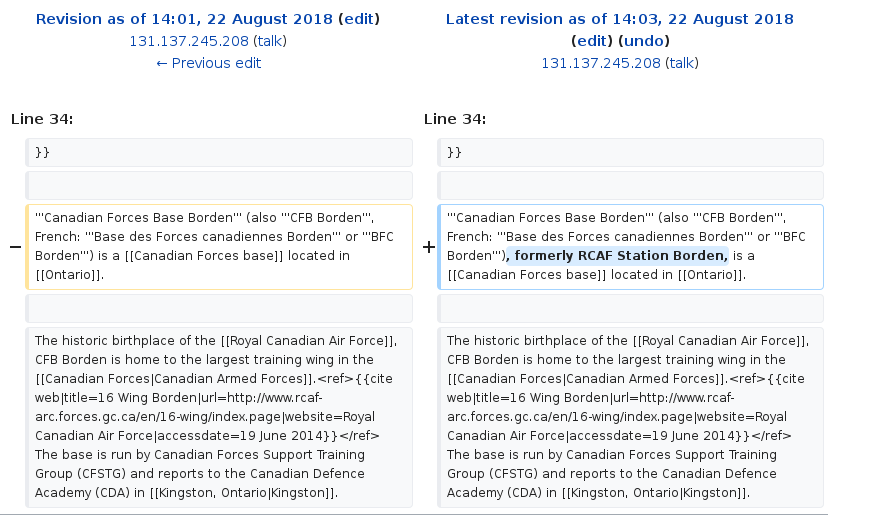 Revision as of 14:01, 22 August 2018 (edit)
131.137.245.208 (talk)
← Previous edit
Latest revision as of 14:03, 22 August 2018
(edit) (undo)
131.137.245.208 (talk)
Line 34:
Line 34:
}}
}}
−
'''Canadian Forces Base Borden''' (also '''CFB Borden''',
French: '''Base des Forces canadiennes Borden''' or '''BFC
Borden''') is a [[Canadian Forces base]] located in
[[Ontario]].
+
'''Canadian Forces Base Borden''' (also '''CFB Borden''',
French: '''Base des Forces canadiennes Borden''' or '''BFC
Borden'''), formerly RCAF Station Borden, is a
[[Canadian Forces base]] located in [[Ontario]].
The historic birthplace of the [[Royal Canadian Air Force]],
CFB Borden is home to the largest training wing in the
[[Canadian Forces|Canadian Armed Forces]].<ref>{{cite
web|title=16 Wing Borden|url=http://www.rcaf-
arc.forces.gc.ca/en/16-wing/index.page|website=Royal
Canadian Air Force|accessdate=19 June 2014}}</ref>
The base is run by Canadian Forces Support Training
Group (CFSTG) and reports to the Canadian Defence
Academy (CDA) in [[Kingston, Ontario|Kingston]].
The historic birthplace of the [[Royal Canadian Air Force]],
CFB Borden is home to the largest training wing in the
[[Canadian Forces|Canadian Armed Forces]].<ref>{{cite
web|title=16 Wing Borden|url=http://www.rcaf-
arc.forces.gc.ca/en/16-wing/index.page|website=Royal
Canadian Air Force|accessdate=19 June 2014}}</ref>
The base is run by Canadian Forces Support Training
Group (CFSTG) and reports to the Canadian Defence
Academy (CDA) in [[Kingston, Ontario|Kingston]].